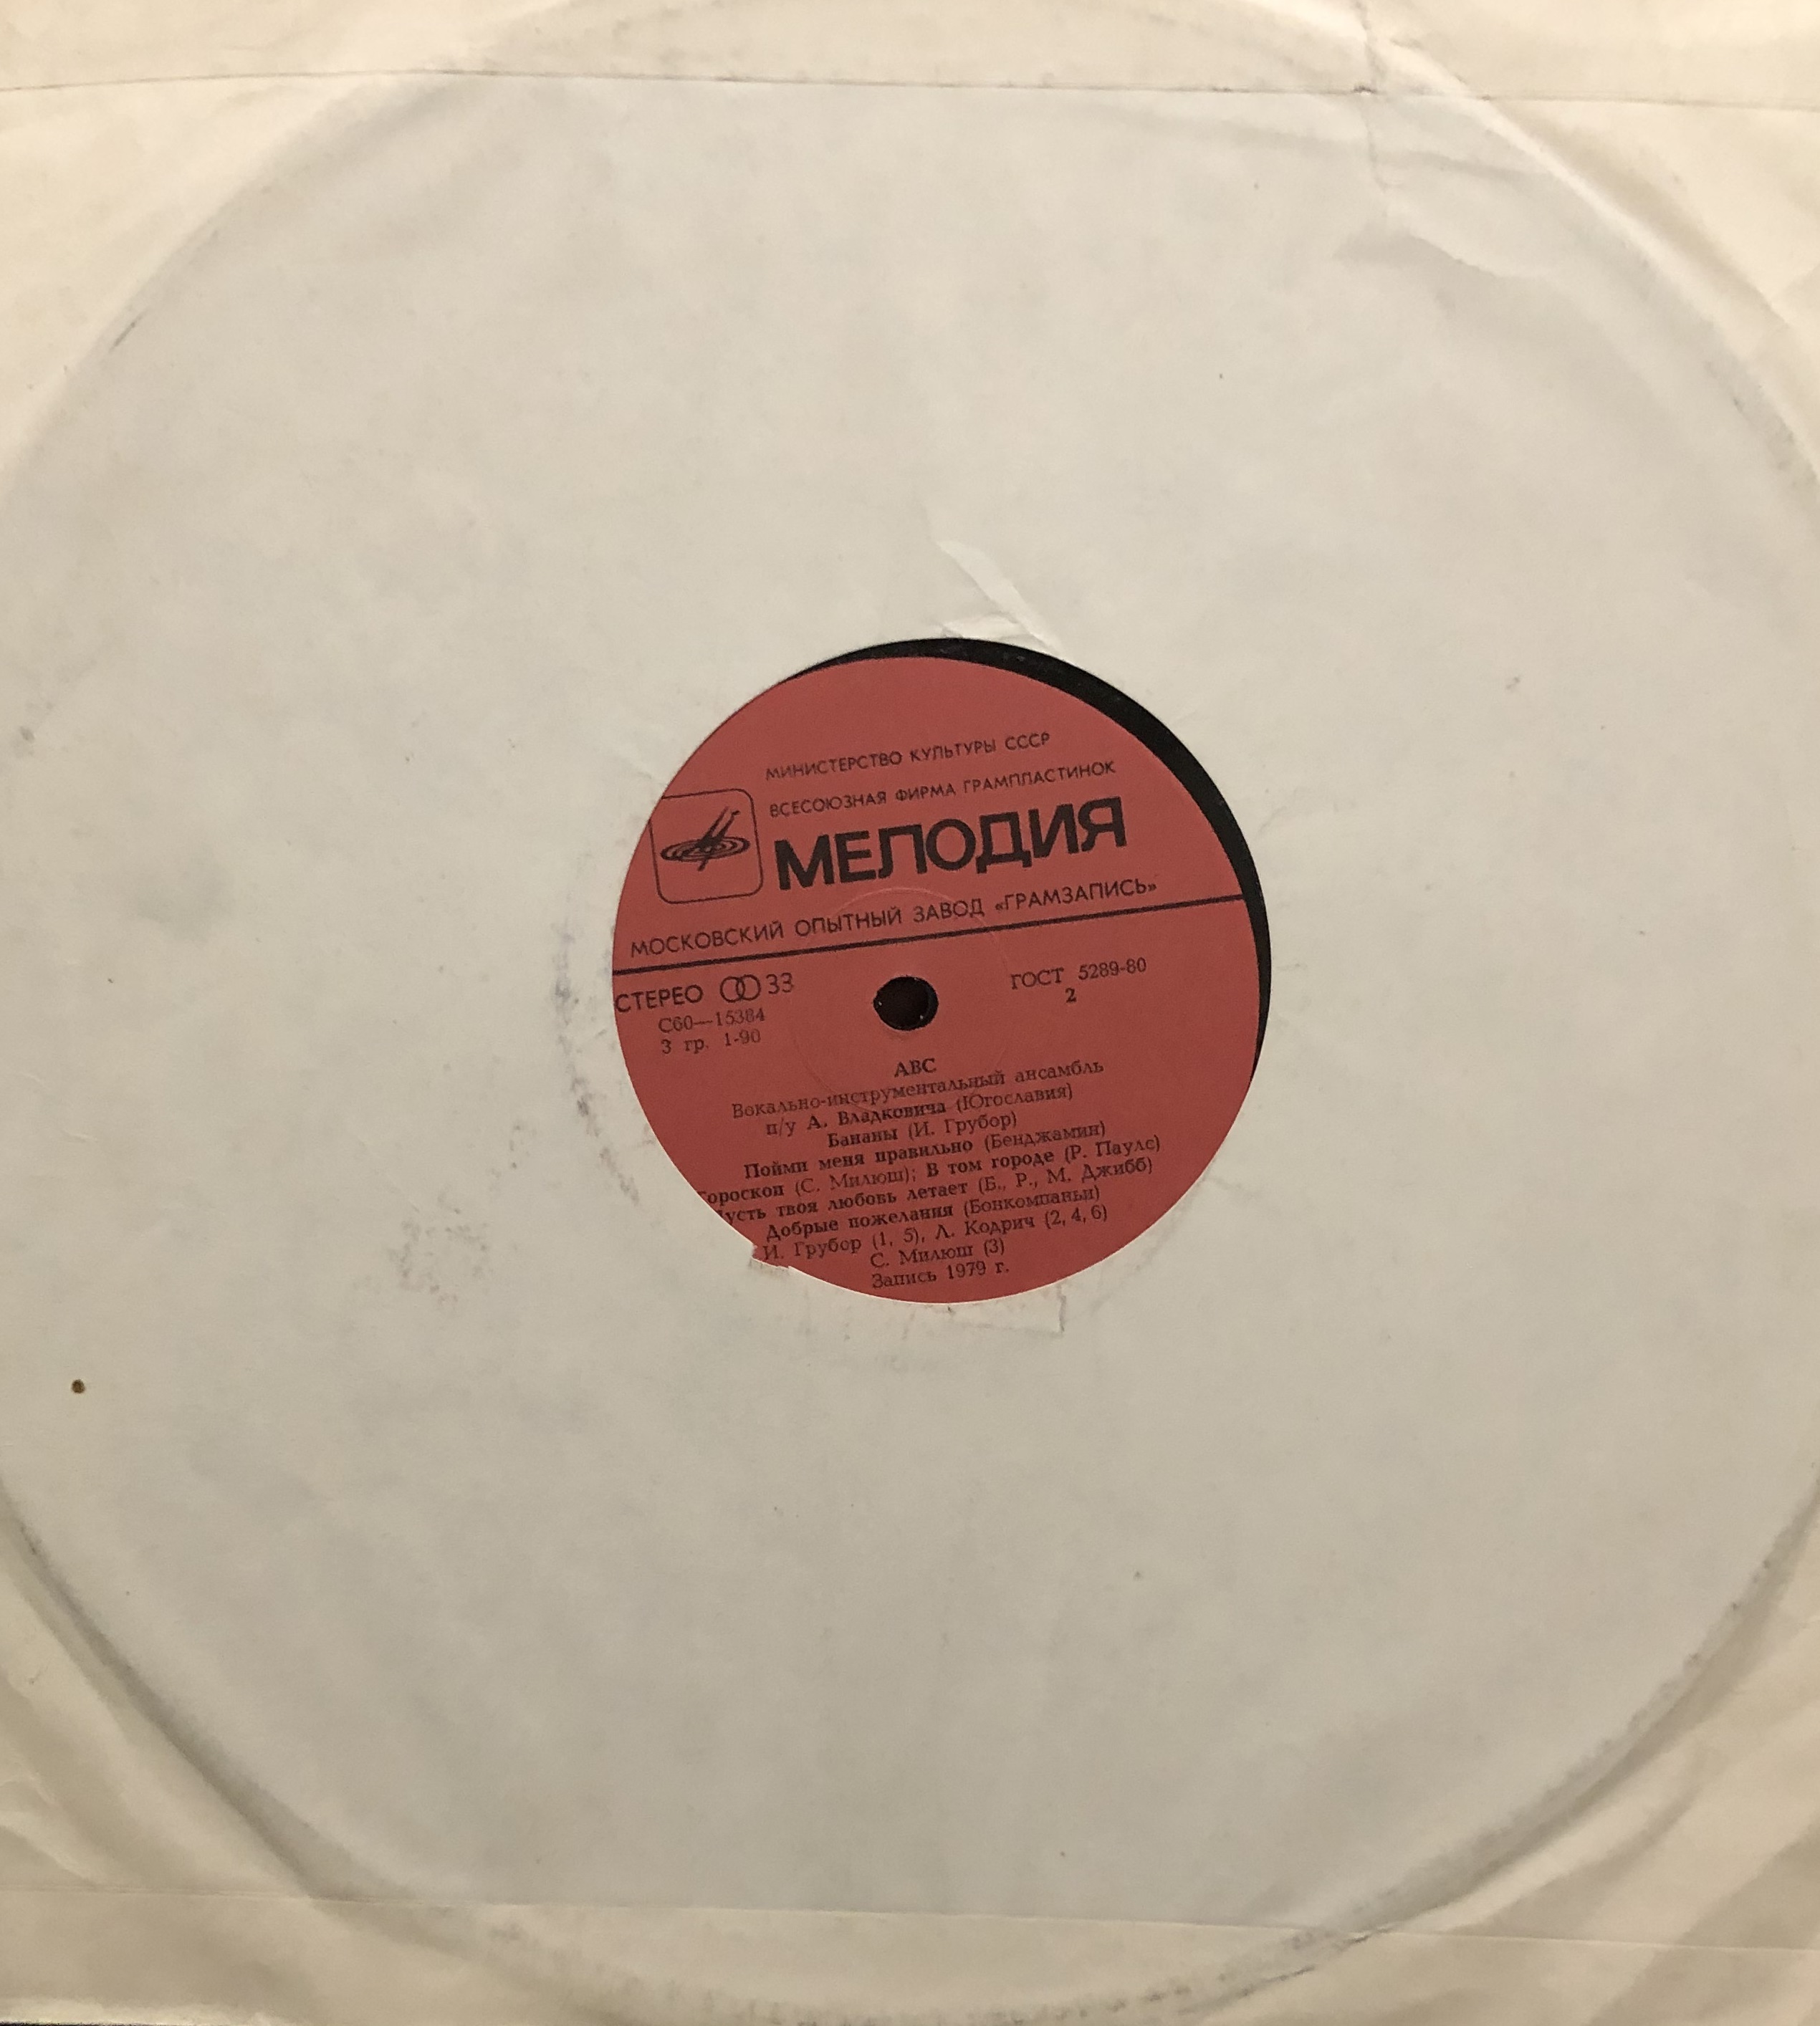 МИНИСТЕРСТВО КУЛЬТУРЫ СССР
ВСЕСОЮЗНАЯ ФИРМА ГРАМПЛАСТИНОК
МЕЛОДИЯ
МОСКОВСКИЙ ОПЫТНЫЙ ЗАВОД «ГРАМЗАПИСЬ»
СТЕРЕО 33
ГОСТ 5289-80
С60—15384
2
3 гр. 1-90
АВС
Вокально-инструментальный ансамбль
п/у А. Владковича (Югославия)
Бананы (И. Грубор)
Пойми меня правильно (Бенджамин)
Гороскоп (С. Милюш); В том городе (Р. Паулс)
Пусть твоя любовь летает (Б., Р., М. Джибб)
Добрые пожелания (Бонкомпаньи)
И. Грубор (1, 5), Л. Кодрич (2, 4, 6)
С. Милюш (3)
Запись 1979 г.